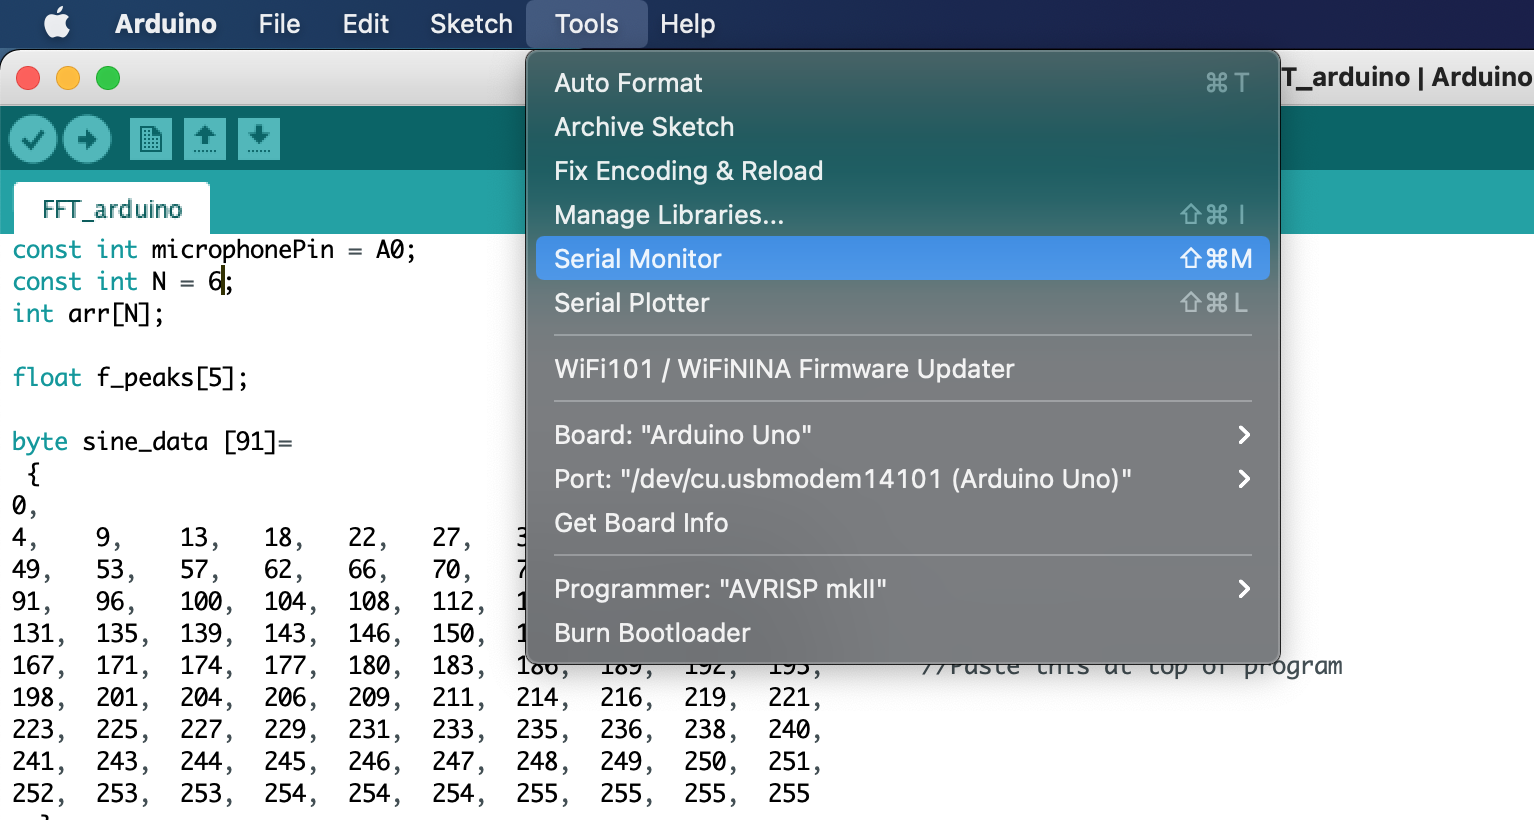 Arduino File Edit Sketch Tools Help
T_arduino | Arduino
Auto Format ⌘T
Archive Sketch
Fix Encoding & Reload
Manage Libraries... ⇧⌘I
Serial Monitor ⇧⌘M
Serial Plotter ⇧⌘L
WiFi101 / WiFiNINA Firmware Updater
Board: "Arduino Uno"
Port: "/dev/cu.usbmodem14101 (Arduino Uno)"
Get Board Info
Programmer: "AVRISP mkII"
Burn Bootloader
FFT_arduino
const int microphonePin = A0;
const int N = 6;
int arr[N];
float f_peaks[5];
byte sine_data [91]=
{
0,
4, 9, 13, 18, 22, 27,
49, 53, 57, 62, 66, 70,
91, 96, 100, 104, 108, 112,
131, 135, 139, 143, 146, 150,
167, 171, 174, 177, 180, 183, 186, 189, 192, 195, //Paste this at top of program
198, 201, 204, 206, 209, 211, 214, 216, 219, 221,
223, 225, 227, 229, 231, 233, 235, 236, 238, 240,
241, 243, 244, 245, 246, 247, 248, 249, 250, 251,
252, 253, 253, 254, 254, 254, 255, 255, 255, 255
}